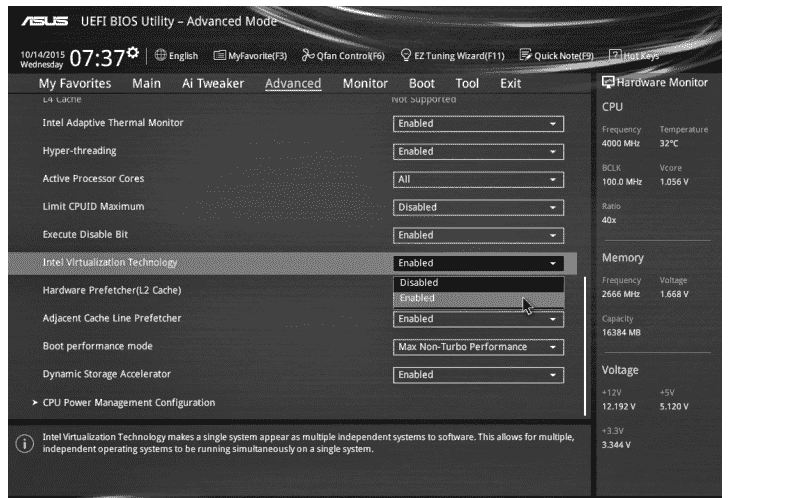 ASUS UEFI BIOS Utility – Advanced Mode
10/14/2015
Wednesday
07:37
English
MyFavorite(F3)
Qfan Control(F6)
EZ Tuning Wizard(F11)
Quick Note(F9)
Hot Keys
My Favorites Main Ai Tweaker Advanced Monitor Boot Tool Exit
L4 Cache Not Supported
Intel Adaptive Thermal Monitor Enabled
Hyper-threading Enabled
Active Processor Cores All
Limit CPUID Maximum Disabled
Execute Disable Bit Enabled
Intel Virtualization Technology Enabled
Disabled
Hardware Prefetcher(L2 Cache) Enabled
Adjacent Cache Line Prefetcher Enabled
Boot performance mode Max Non-Turbo Performance
Dynamic Storage Accelerator Enabled
> CPU Power Management Configuration
Intel Virtualization Technology makes a single system appear as multiple independent systems to software. This allows for multiple,
independent operating systems to be running simultaneously on a single system.
Hardware Monitor
CPU
Frequency Temperature
4000 MHz 32°C
BCLK Vcore
100.0 MHz 1.056 V
Ratio
40x
Memory
Frequency Voltage
2666 MHz 1.668 V
Capacity
16384 MB
Voltage
+12V +5V
12.192 V 5.120 V
+3.3V
3.344 V